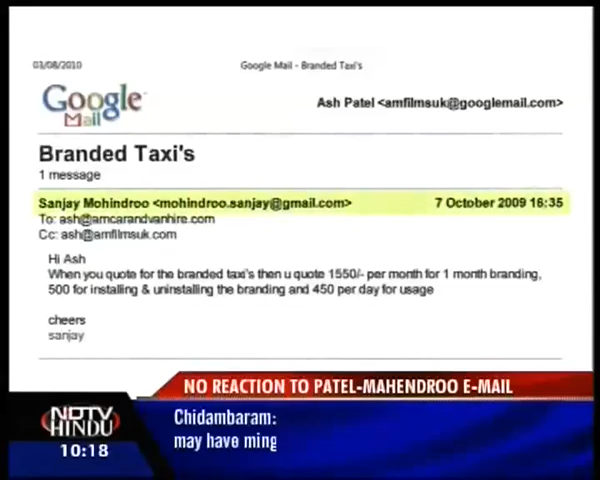 03/08/2010 Google Mail - Branded Taxi's
Google Mail
Ash Patel <amfilmsuk@googlemail.com>
Branded Taxi's
1 message
Sanjay Mohindroo <mohindroo.sanjay@gmail.com> 7 October 2009 16:35
To: ash@amcarandvanhire.com
Cc: ash@amfilmsuk.com
Hi Ash
When you quote for the branded taxi's then u quote 1550/- per month for 1 month branding,
500 for installing & uninstalling the branding and 450 per day for usage
cheers
sanjay
NO REACTION TO PATEL-MAHENDROO E-MAIL
NDTV
HINDU
10:18
Chidambaram:
may have ming